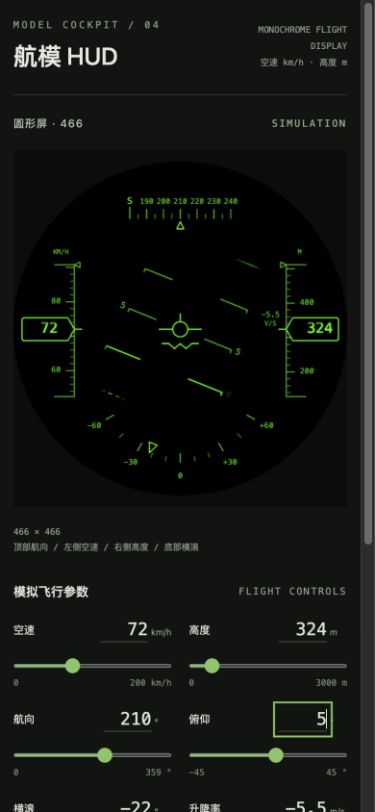 MODEL COCKPIT / 04
航模 HUD
MONOCHROME FLIGHT
DISPLAY
空速 km/h · 高度 m
圆形屏 · 466
SIMULATION
S 190 200 210 220 230 240
KM/H
M
80
72
60
5
5
-5.5
V/S
400
324
200
-60
-30
0
+30
+60
466 × 466
顶部航向 / 左侧空速 / 右侧高度 / 底部横滚
模拟飞行参数
FLIGHT CONTROLS
空速
72 km/h
高度
324 m
0
200 km/h
0
3000 m
航向
210 °
俯仰
5
0
359 °
-45
45 °
横滚
-22 °
升降率
-5.5 m/s